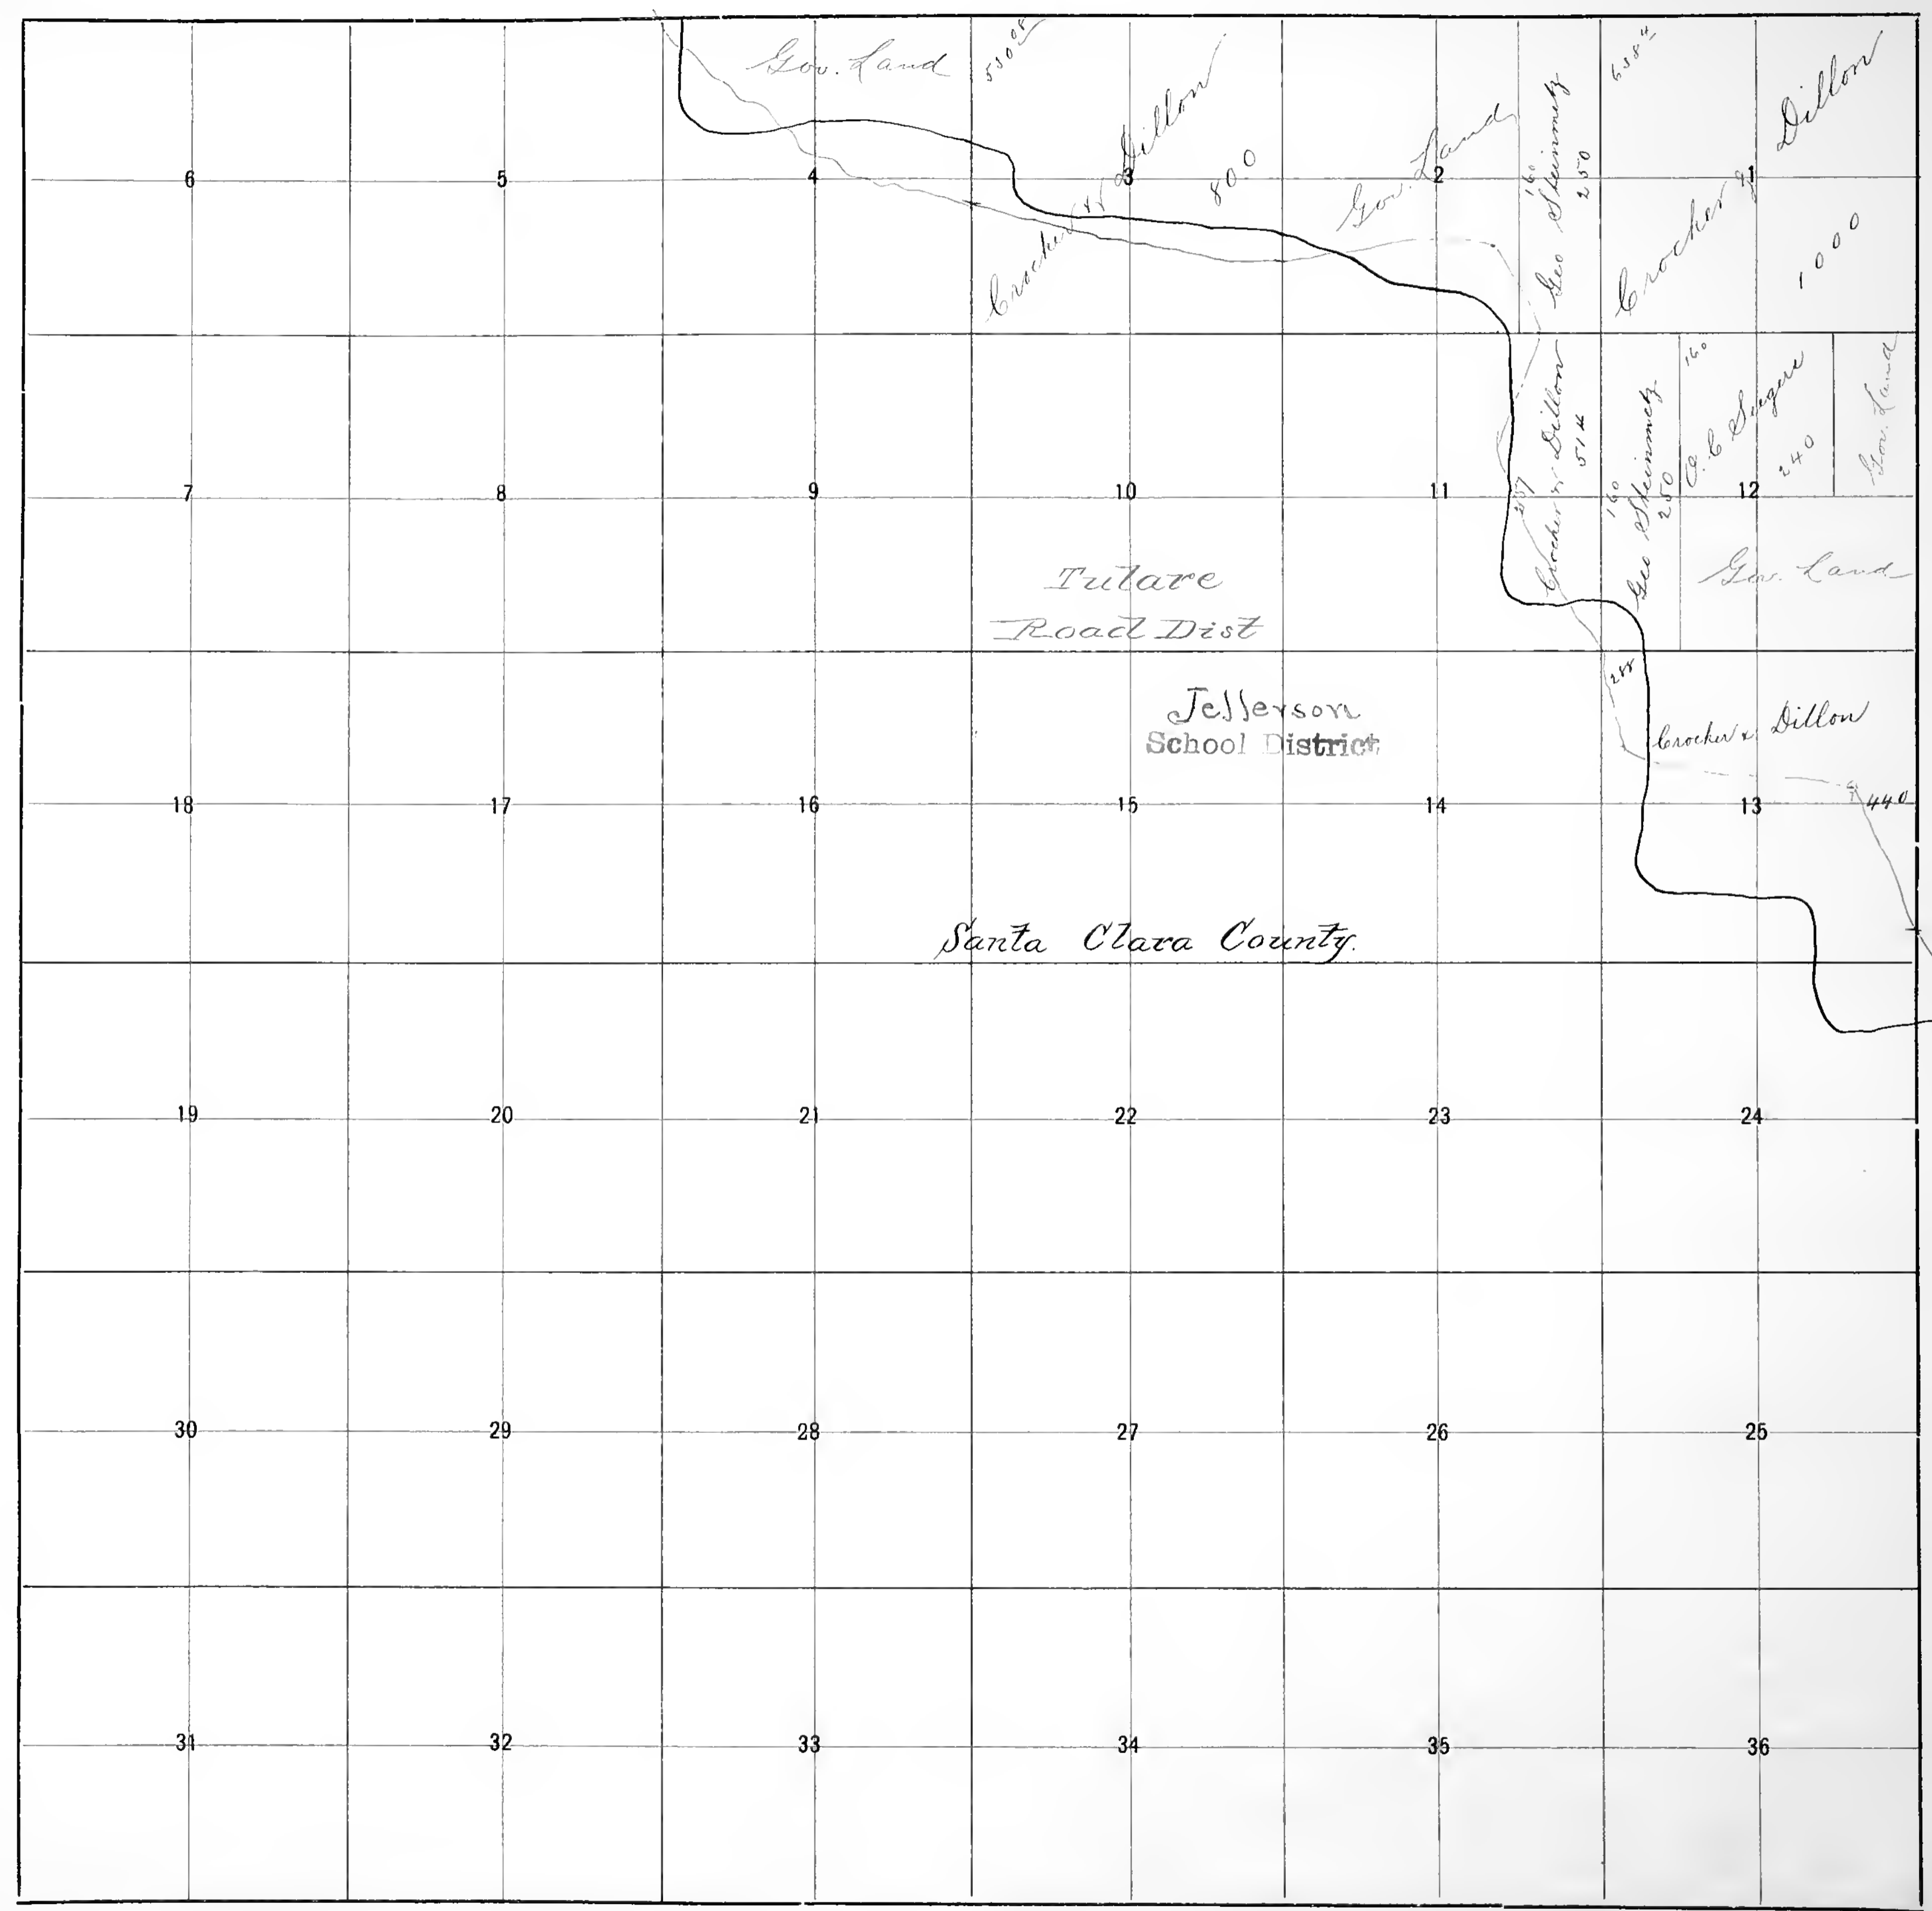 Gov. Land
Crocker & Dillon
800
Gov. Land
160
Geo Steinmetz
250
Crocker & Dillon
1000
6 5 4 3 2 1
Crocker & Dillon
514
160
Geo Steinmetz
250
160
240
Gov. Land
7 8 9 10 11 12
Gov. Land
Tulare
Road Dist
Jefferson
School District
Crocker & Dillon
440
18 17 16 15 14 13
Santa Clara County.
19 20 21 22 23 24
30 29 28 27 26 25
31 32 33 34 35 36